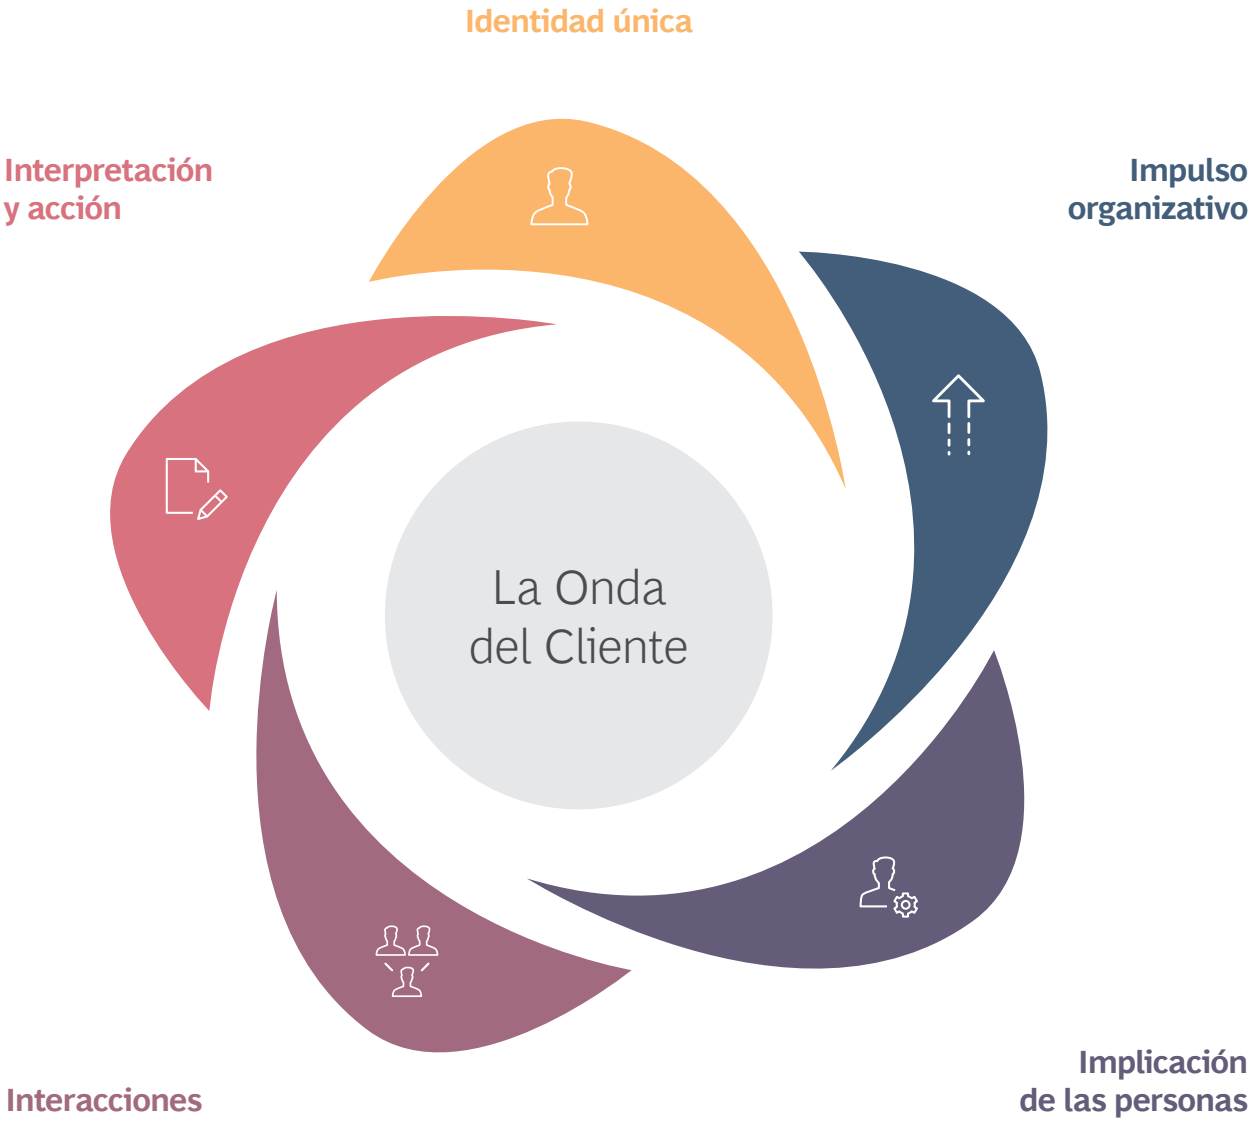 Identidad única
Interpretación
y acción
Impulso
organizativo
La Onda
del Cliente
Interacciones
Implicación
de las personas